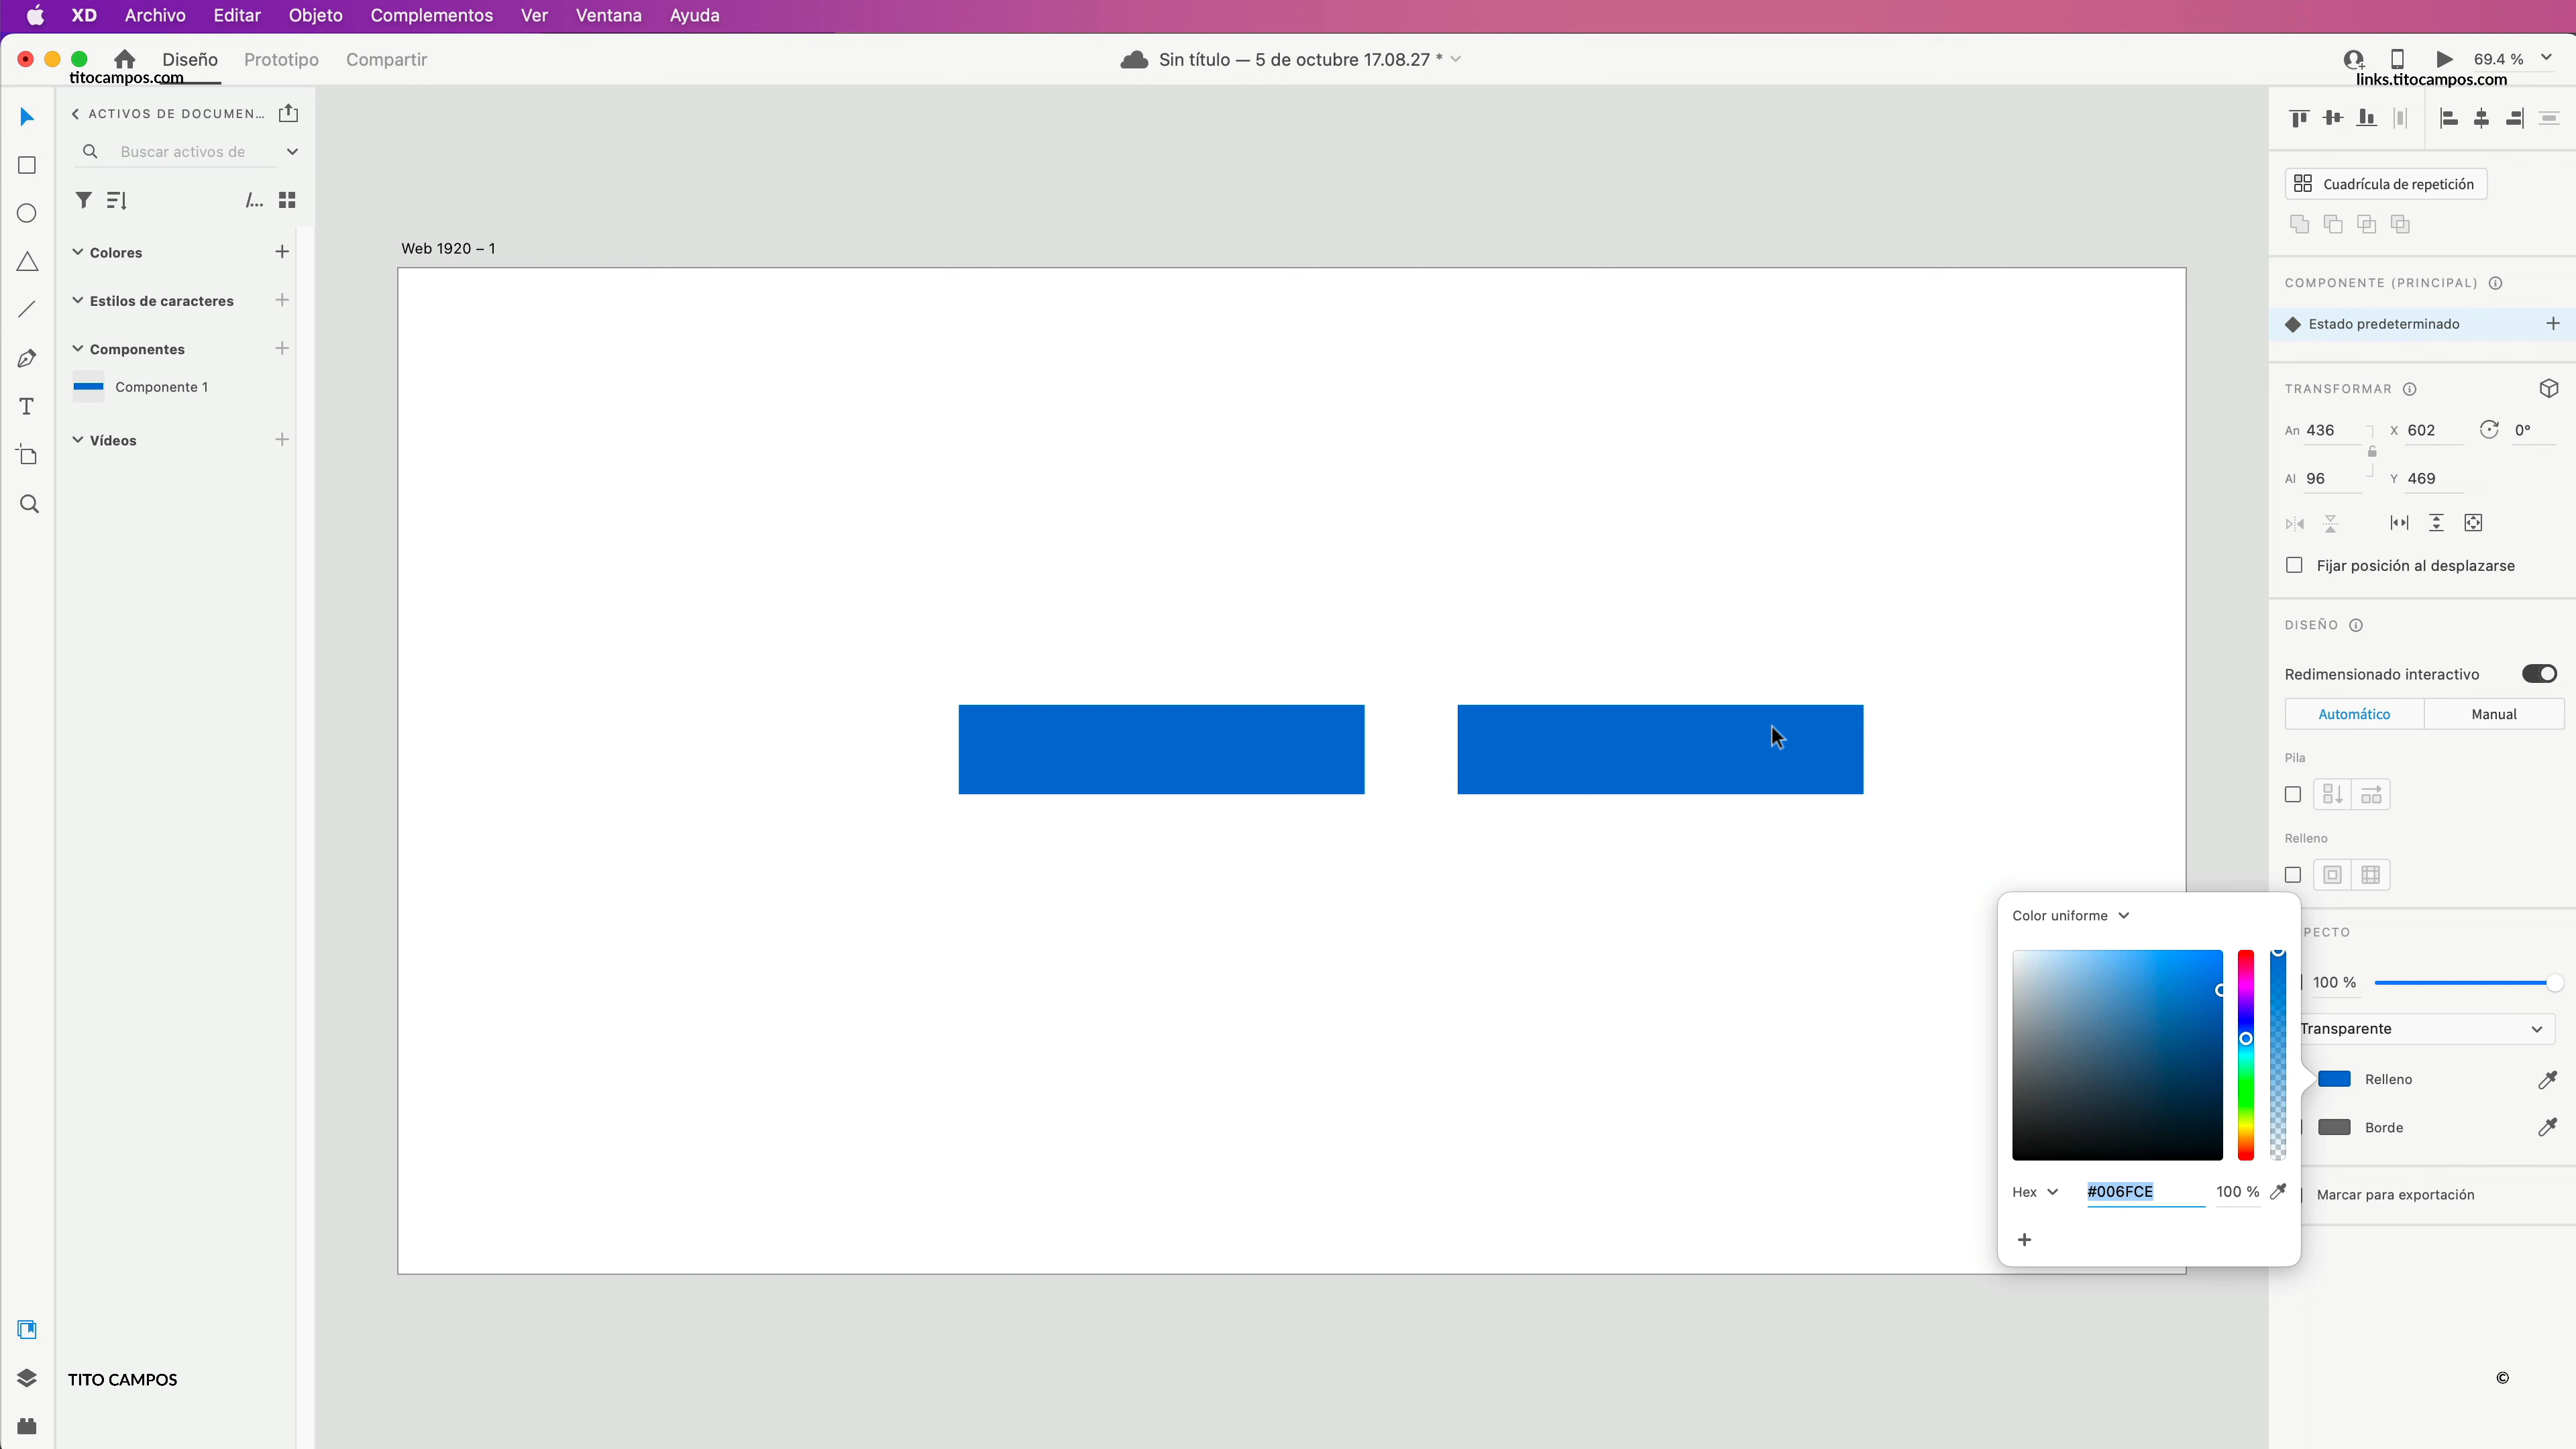 XD Archivo Editar Objeto Complementos Ver Ventana Ayuda
Diseño Prototipo Compartir
Sin título — 5 de octubre 17.08.27 *
69.4 %
titocampos.com
links.titocampos.com
ACTIVOS DE DOCUMEN...
Buscar activos de
/...
Colores
Estilos de caracteres
Componentes
Componente 1
Vídeos
TITO CAMPOS
Web 1920 – 1
Cuadrícula de repetición
COMPONENTE (PRINCIPAL)
Estado predeterminado
TRANSFORMAR
An 436 X 602 0°
Al 96 Y 469
Fijar posición al desplazarse
DISEÑO
Redimensionado interactivo
Automático Manual
Pila
Relleno
PECTO
100 %
Transparente
Relleno
Borde
Marcar para exportación
Color uniforme
Hex #006FCE 100 %
©